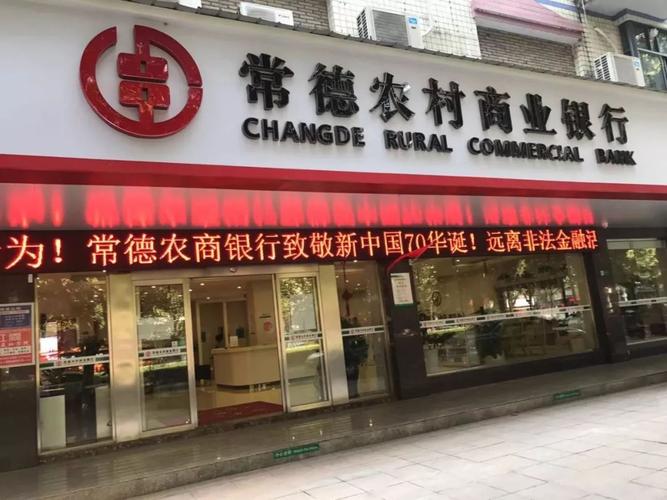 常德农村商业银行
CHANGDE RURAL COMMERCIAL BANK
为！常德农商银行致敬新中国70华诞！远离非法金融活